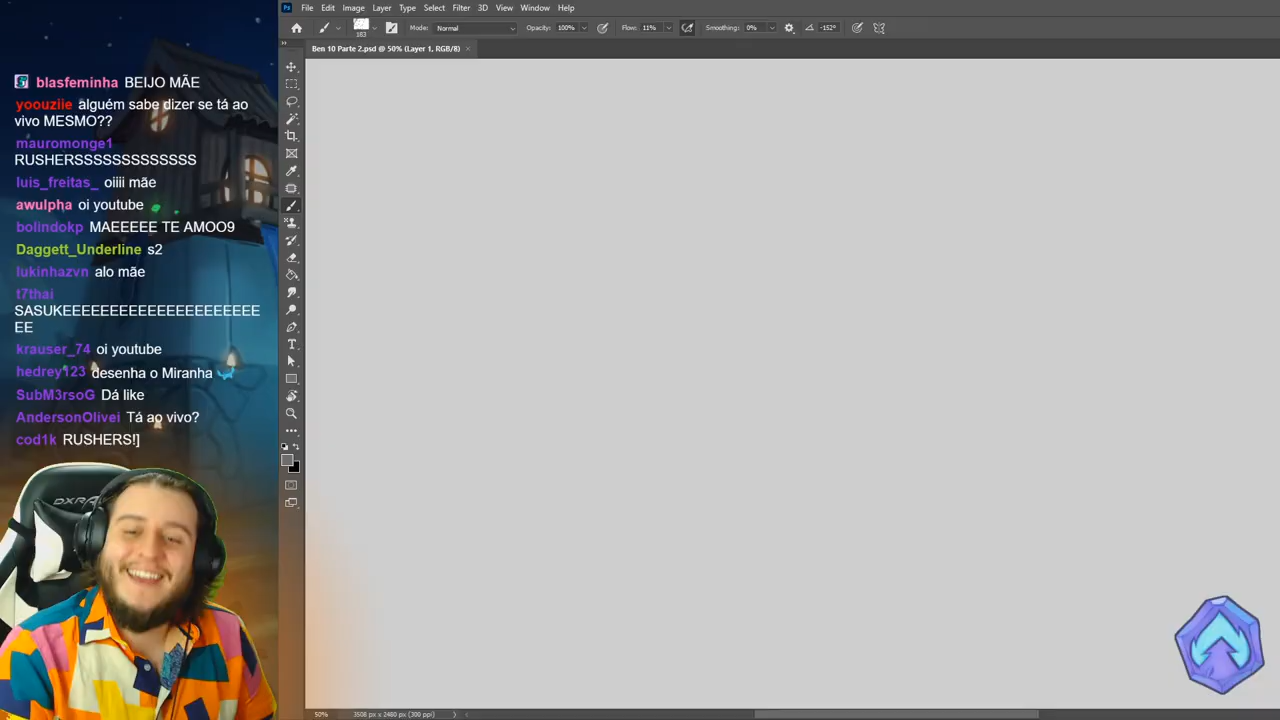 File Edit Image Layer Type Select Filter 3D View Window Help
183 Mode: Normal Opacity: 100% Flow: 11% Smoothing: 0% -152°
Ben 10 Parte 2.psd @ 50% (Layer 1, RGB/8)
blasfeminha BEIJO MÃE
yoouziie alguém sabe dizer se tá ao
vivo MESMO??
mauromonge1
RUSHERSSSSSSSSSSSSS
luis_freitas_ oiiii mãe
awulpha oi youtube
bolindokp MAEEEEE TE AMOO9
Daggett_Underline s2
lukinhazvn alo mãe
t7thai
SASUKEEEEEEEEEEEEEEEEEEEEE
EE
krauser_74 oi youtube
hedrey123 desenha o Miranha
SubM3rsoG Dá like
AndersonOlivei Tá ao vivo?
cod1k RUSHERS!]
DXRA
50% 3508 px x 2480 px (300 ppi)